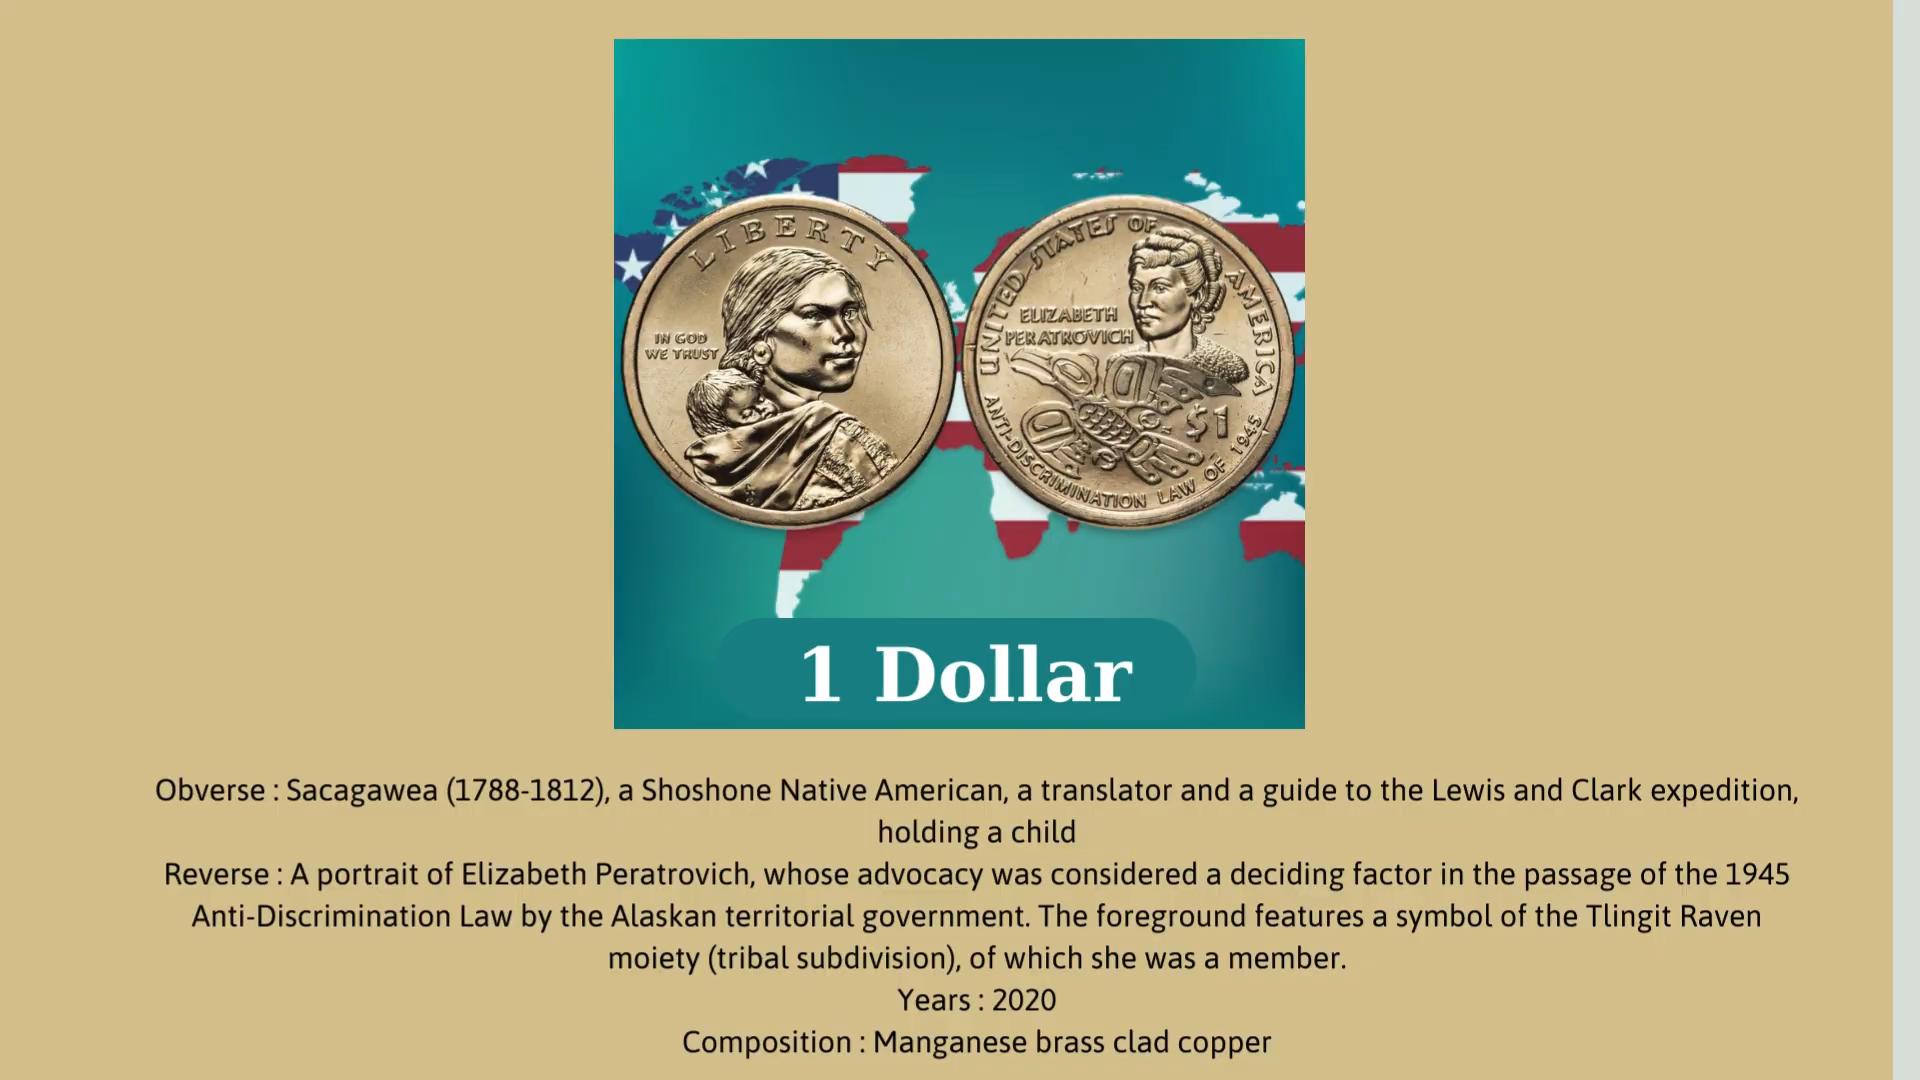 LIBERTY
IN GOD
WE TRUST
UNITED STATES OF AMERICA
ELIZABETH
PERATROVICH
$1
ANTI-DISCRIMINATION LAW OF 1945
1 Dollar
Obverse : Sacagawea (1788-1812), a Shoshone Native American, a translator and a guide to the Lewis and Clark expedition,
holding a child
Reverse : A portrait of Elizabeth Peratrovich, whose advocacy was considered a deciding factor in the passage of the 1945
Anti-Discrimination Law by the Alaskan territorial government. The foreground features a symbol of the Tlingit Raven
moiety (tribal subdivision), of which she was a member.
Years : 2020
Composition : Manganese brass clad copper